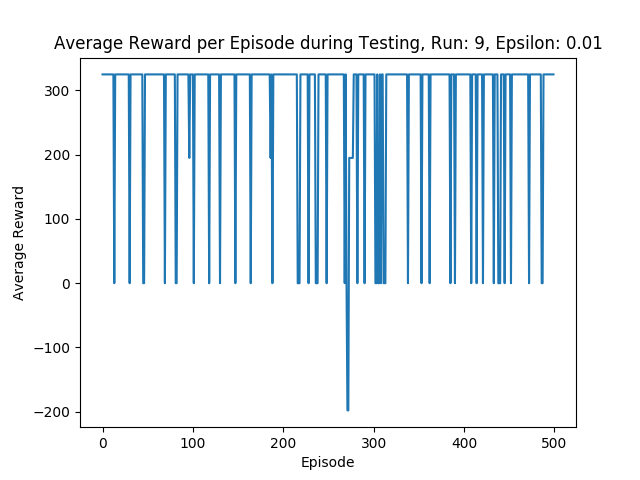 Average Reward per Episode during Testing, Run: 9, Epsilon: 0.01
300
200
100
0
−100
−200
Average Reward
0 100 200 300 400 500
Episode